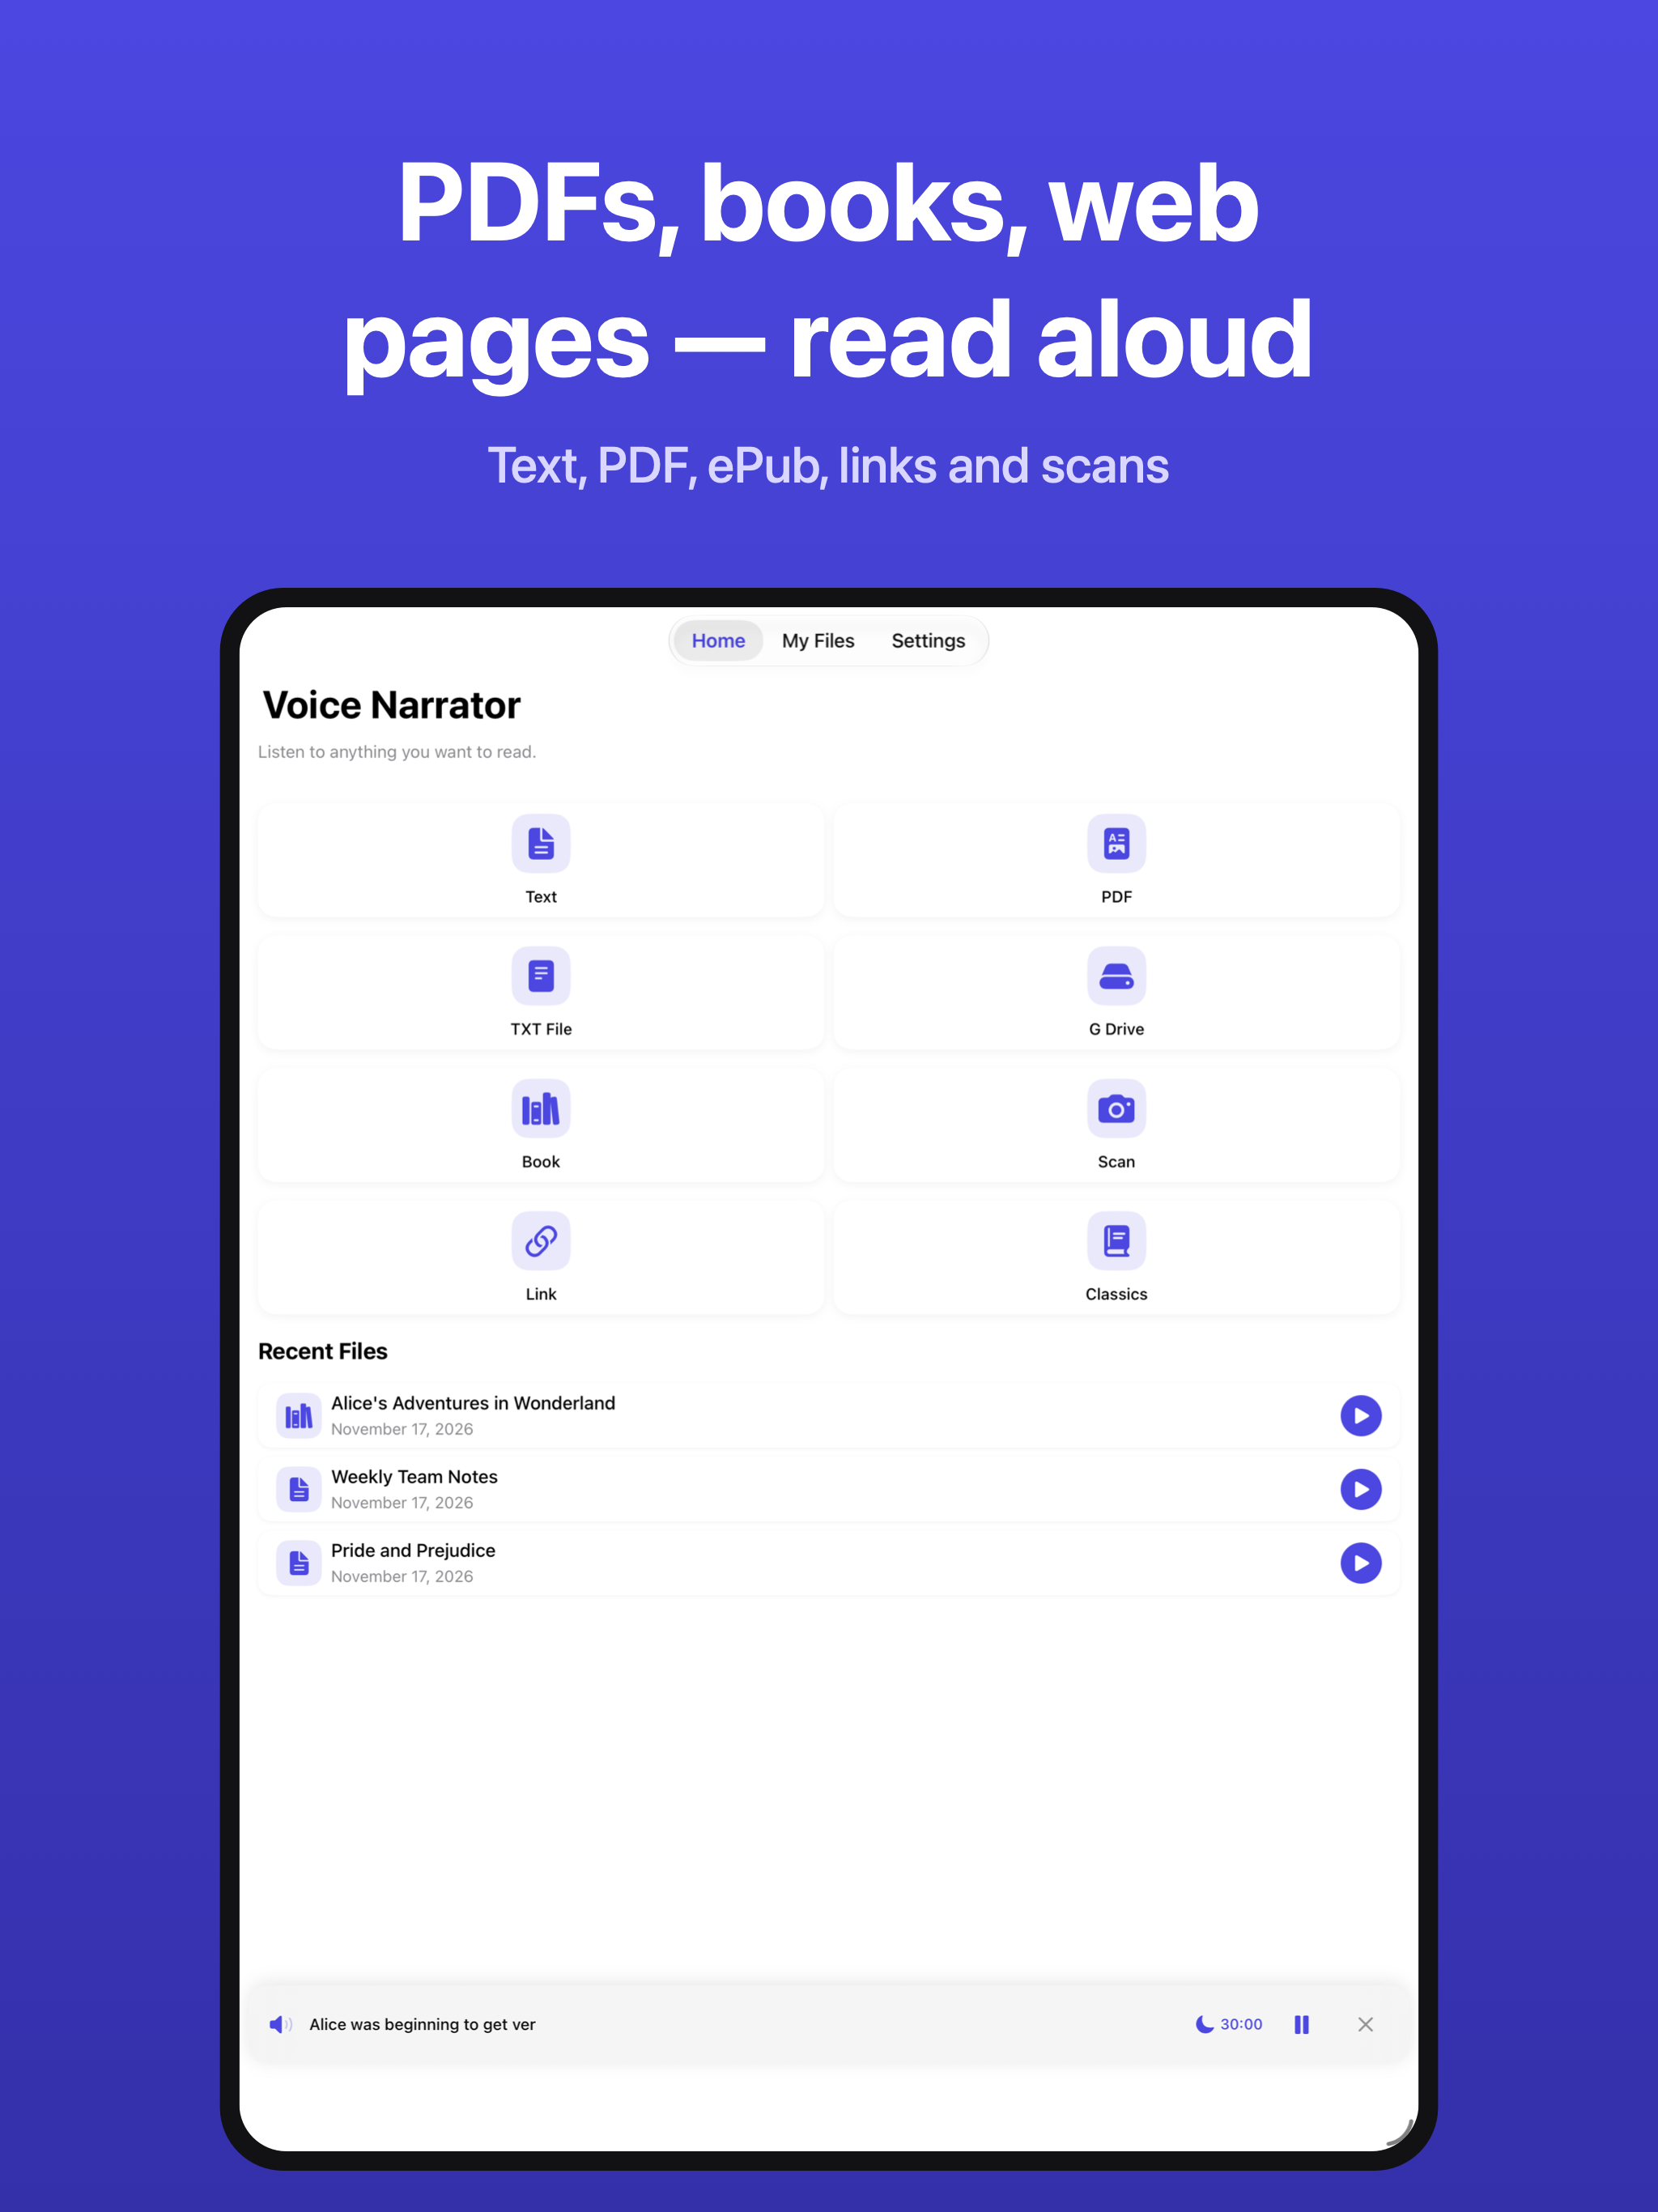 PDFs, books, web
pages — read aloud
Text, PDF, ePub, links and scans
Home My Files Settings
Voice Narrator
Listen to anything you want to read.
Text
PDF
TXT File
G Drive
Book
Scan
Link
Classics
Recent Files
Alice's Adventures in Wonderland
November 17, 2026
Weekly Team Notes
November 17, 2026
Pride and Prejudice
November 17, 2026
Alice was beginning to get ver
30:00